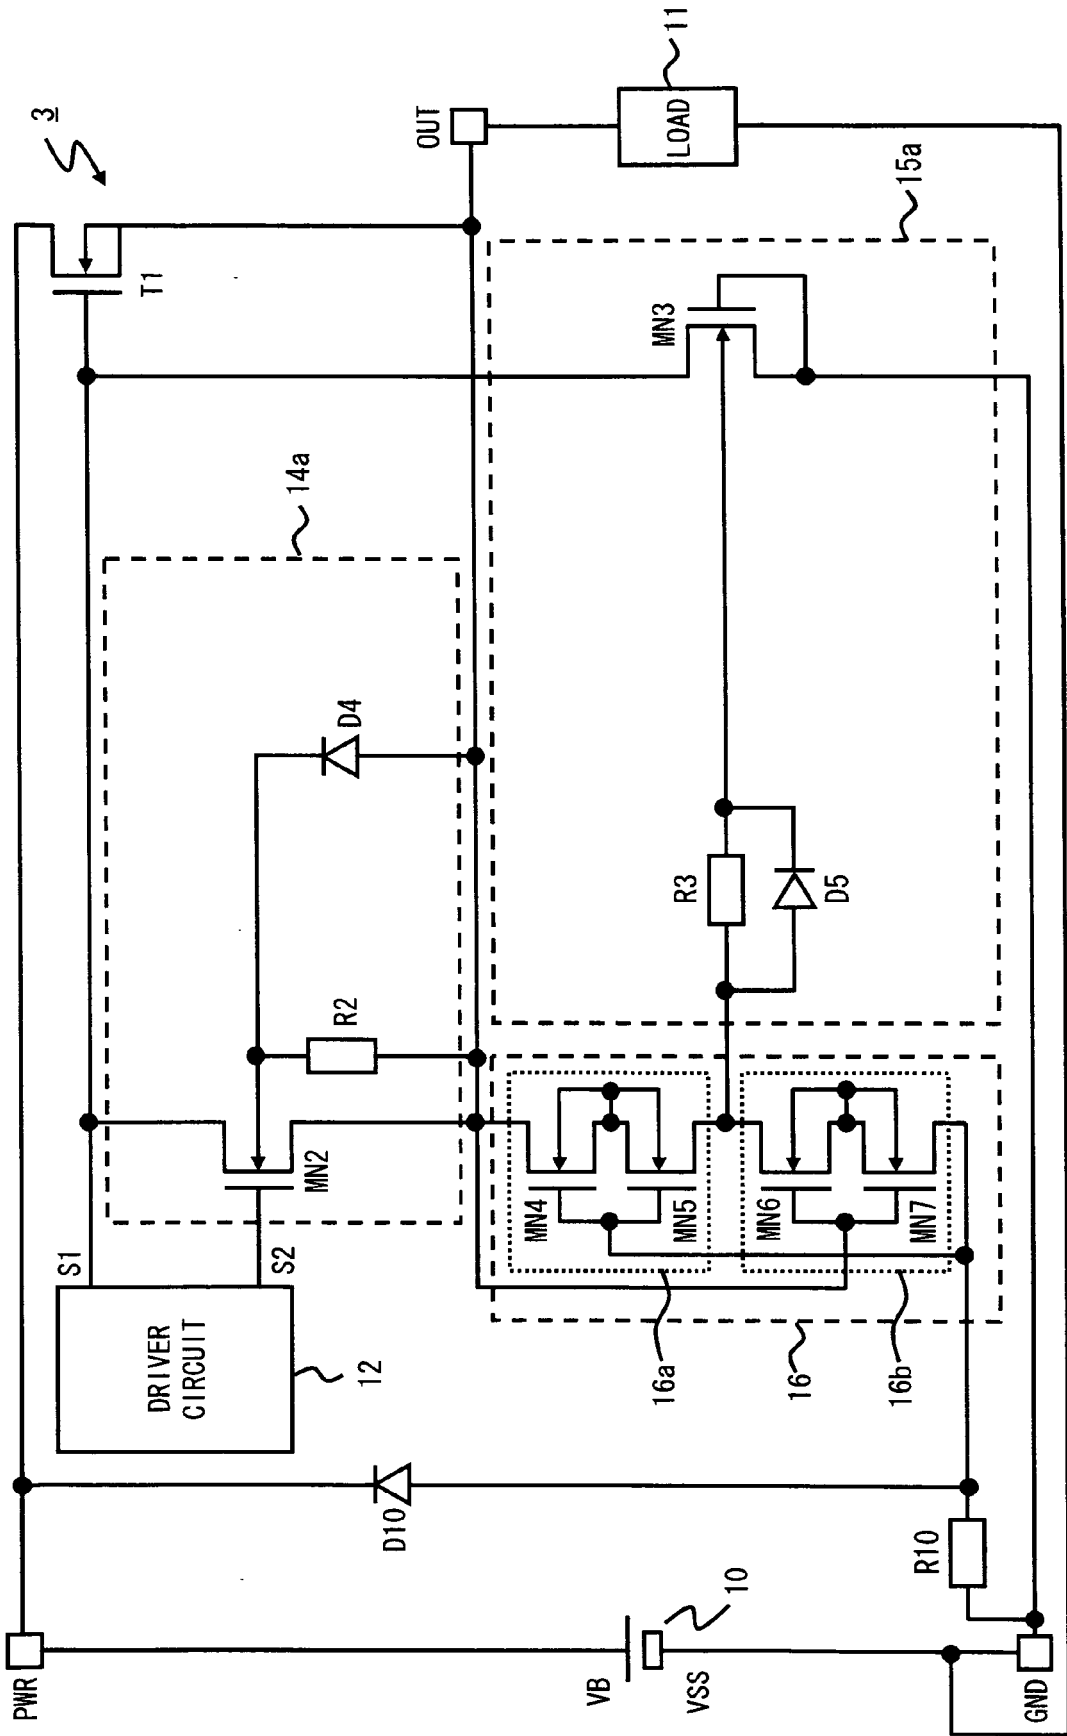 3
PWR
VB
10
VSS
GND
D10
R10
DRIVER
CIRCUIT
12
S1
S2
14a
MN2
R2
D4
T1
OUT
LOAD
11
15a
MN3
R3
D5
16
16a
16b
MN4
MN5
MN6
MN7